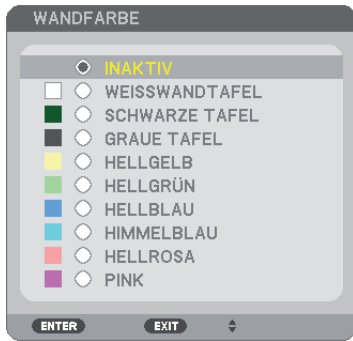 WANDFARBE
INAKTIV
WEISSWANDTAFEL
SCHWARZE TAFEL
GRAUE TAFEL
HELLGELB
HELLGRÜN
HELLBLAU
HIMMELBLAU
HELLROSA
PINK
ENTER EXIT